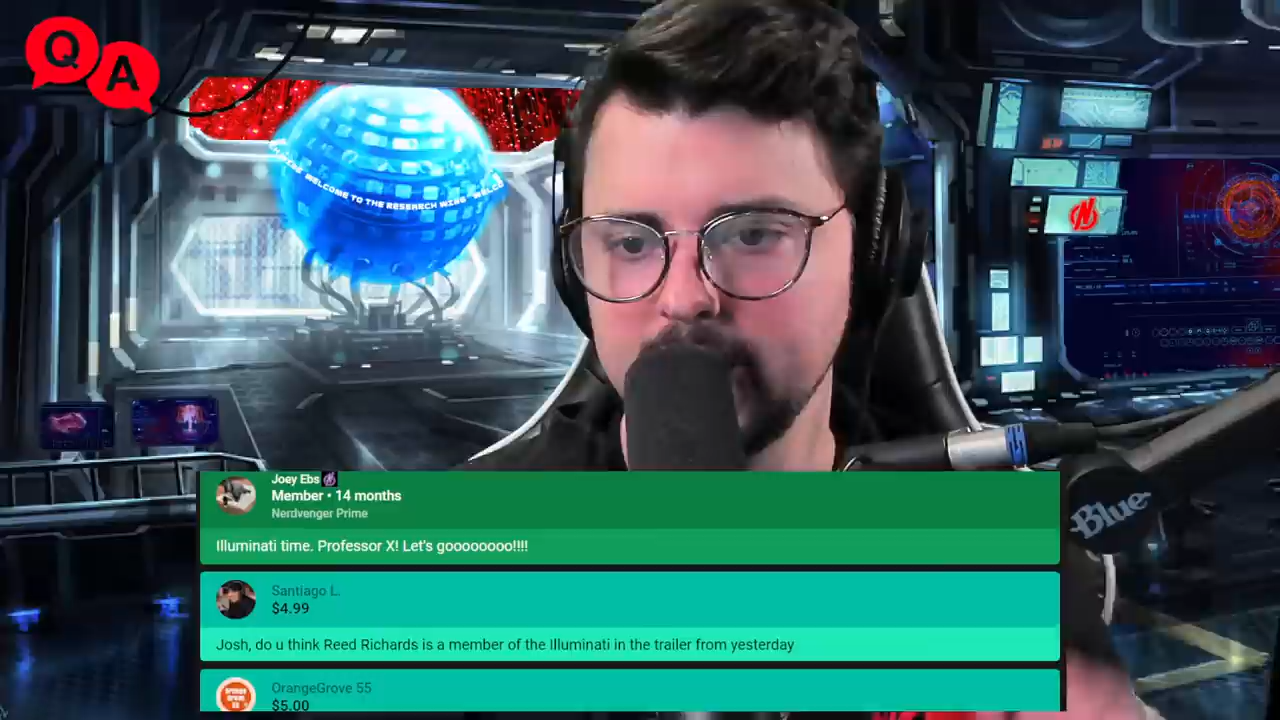 Q A
WELCOME TO THE RESEARCH WING
Joey Ebs
Member • 14 months
Nerdvenger Prime
Illuminati time. Professor X! Let's goooooooo!!!!
Santiago L.
$4.99
Josh, do u think Reed Richards is a member of the Illuminati in the trailer from yesterday
OrangeGrove 55
$5.00
Blue